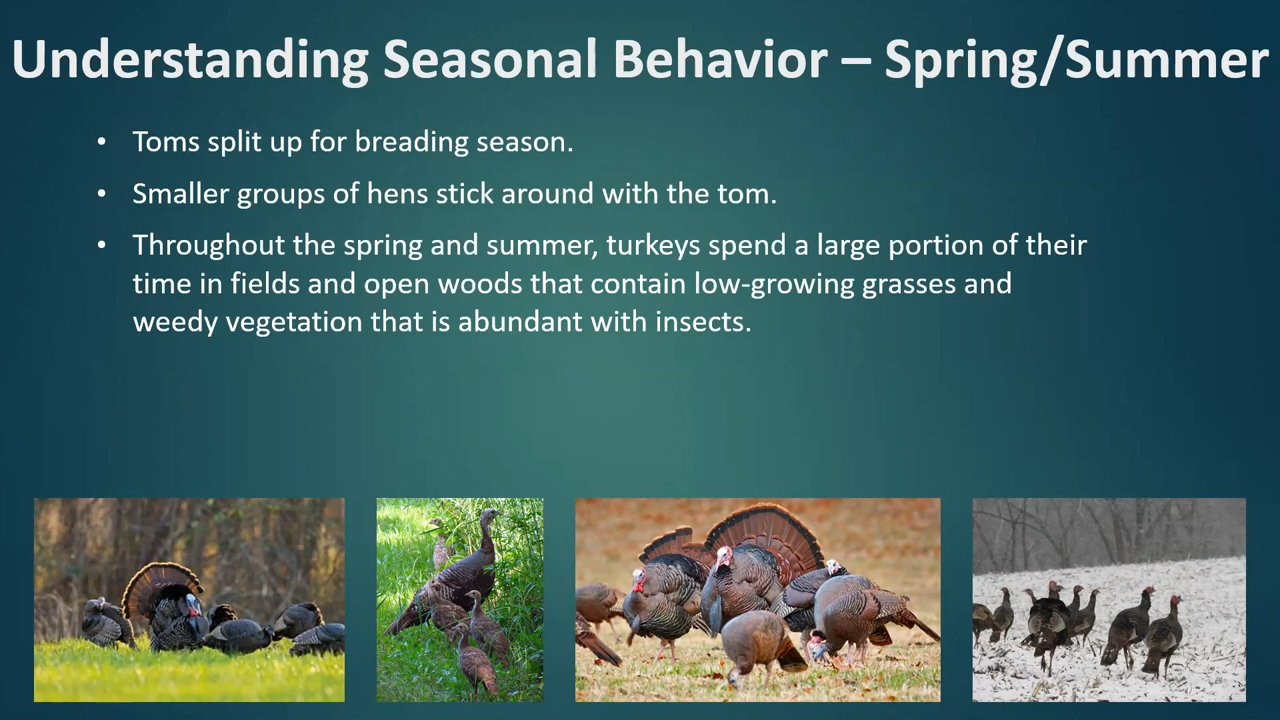 Understanding Seasonal Behavior – Spring/Summer
• Toms split up for breading season.
• Smaller groups of hens stick around with the tom.
• Throughout the spring and summer, turkeys spend a large portion of their
time in fields and open woods that contain low-growing grasses and
weedy vegetation that is abundant with insects.